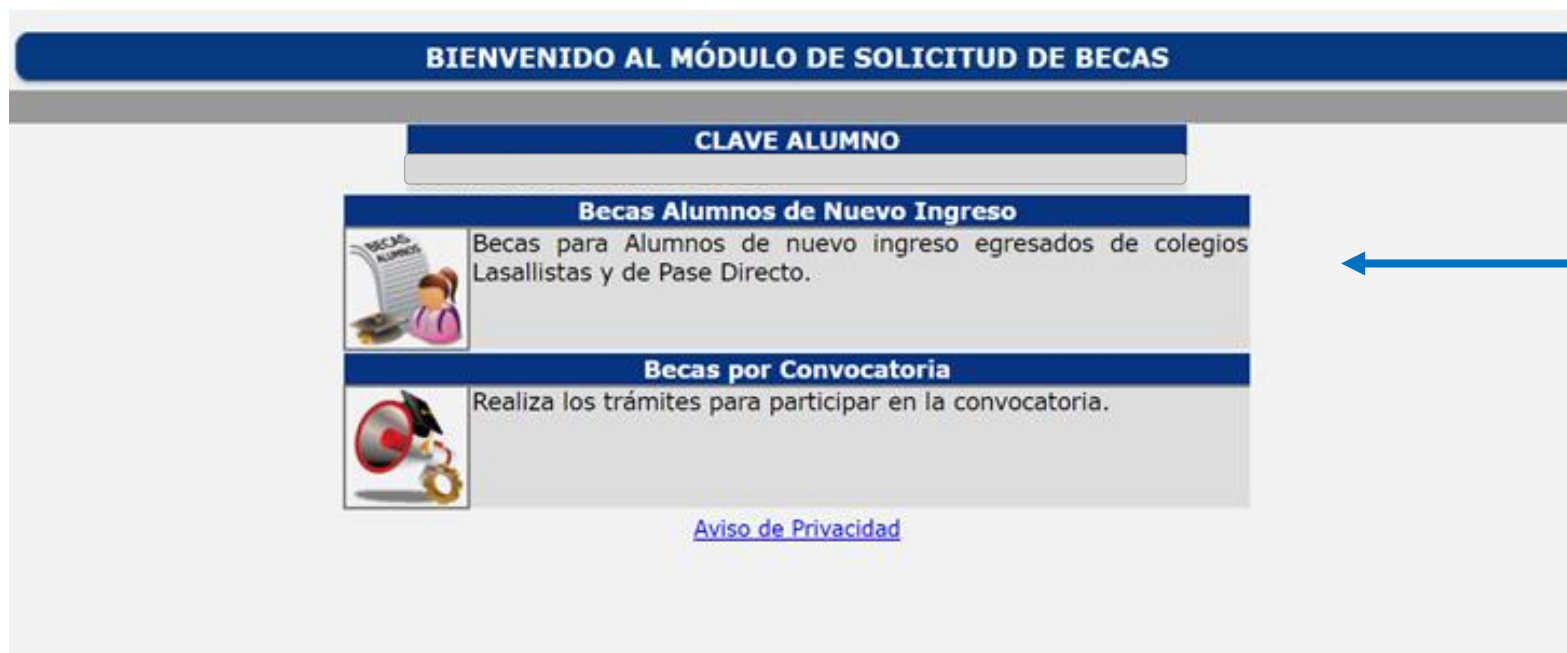 BIENVENIDO AL MÓDULO DE SOLICITUD DE BECAS
CLAVE ALUMNO
Becas Alumnos de Nuevo Ingreso
BECAS
ALUMNOS
Becas para Alumnos de nuevo ingreso egresados de colegios
Lasallistas y de Pase Directo.
Becas por Convocatoria
Realiza los trámites para participar en la convocatoria.
Aviso de Privacidad